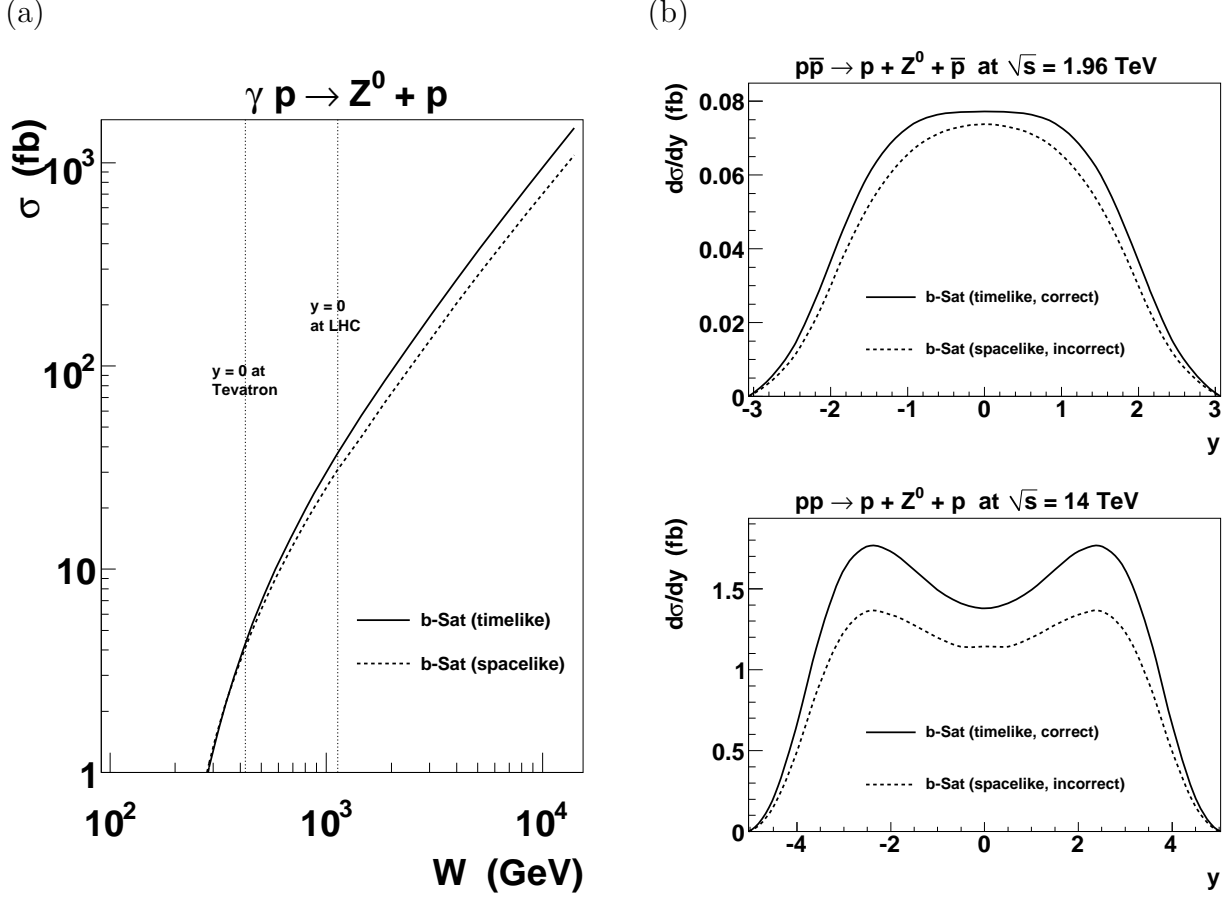 (a)
γ p → Z⁰ + p
σ (fb)
10³
10²
10
1
y = 0 at
Tevatron
y = 0
at LHC
b-Sat (timelike)
b-Sat (spacelike)
10² 10³ 10⁴
W (GeV)
(b)
pp̅ → p + Z⁰ + p̅ at √s = 1.96 TeV
dσ/dy (fb)
0.08
0.06
0.04
0.02
0
b-Sat (timelike, correct)
b-Sat (spacelike, incorrect)
-3 -2 -1 0 1 2 3
y
pp → p + Z⁰ + p at √s = 14 TeV
dσ/dy (fb)
1.5
1
0.5
0
b-Sat (timelike, correct)
b-Sat (spacelike, incorrect)
-4 -2 0 2 4
y